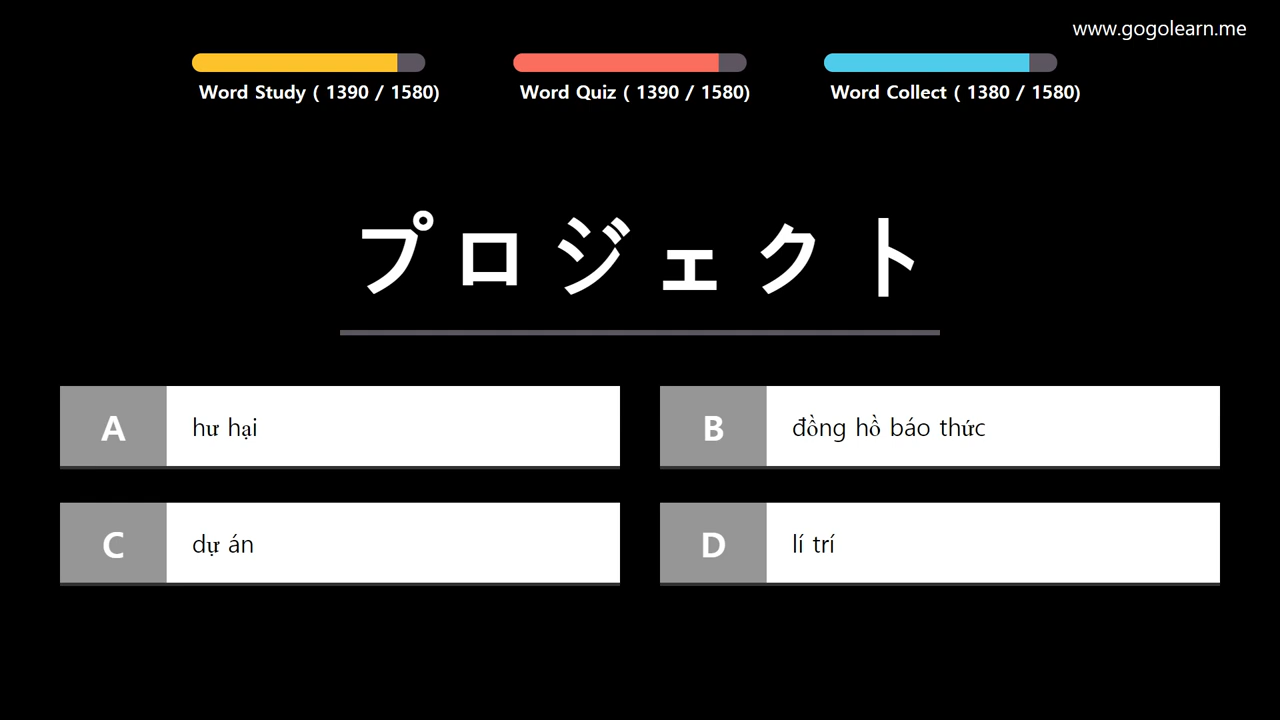 www.gogolearn.me
Word Study ( 1390 / 1580)
Word Quiz ( 1390 / 1580)
Word Collect ( 1380 / 1580)
プロジェクト
A
hư hại
B
đồng hồ báo thức
C
dự án
D
lí trí